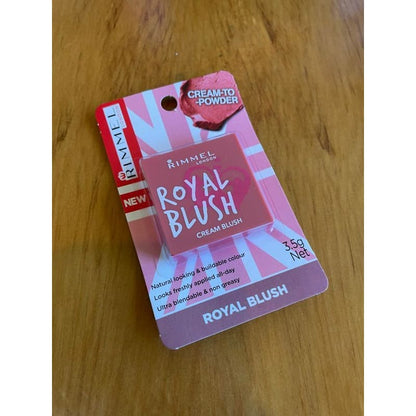 CREAM-TO
-POWDER
RIMMEL
NEW
RIMMEL
LONDON
ROYAL
BLUSH
CREAM BLUSH
3.5g
Net
Natural looking & buildable colour
Looks freshly applied all-day
Ultra blendable & non greasy
ROYAL BLUSH